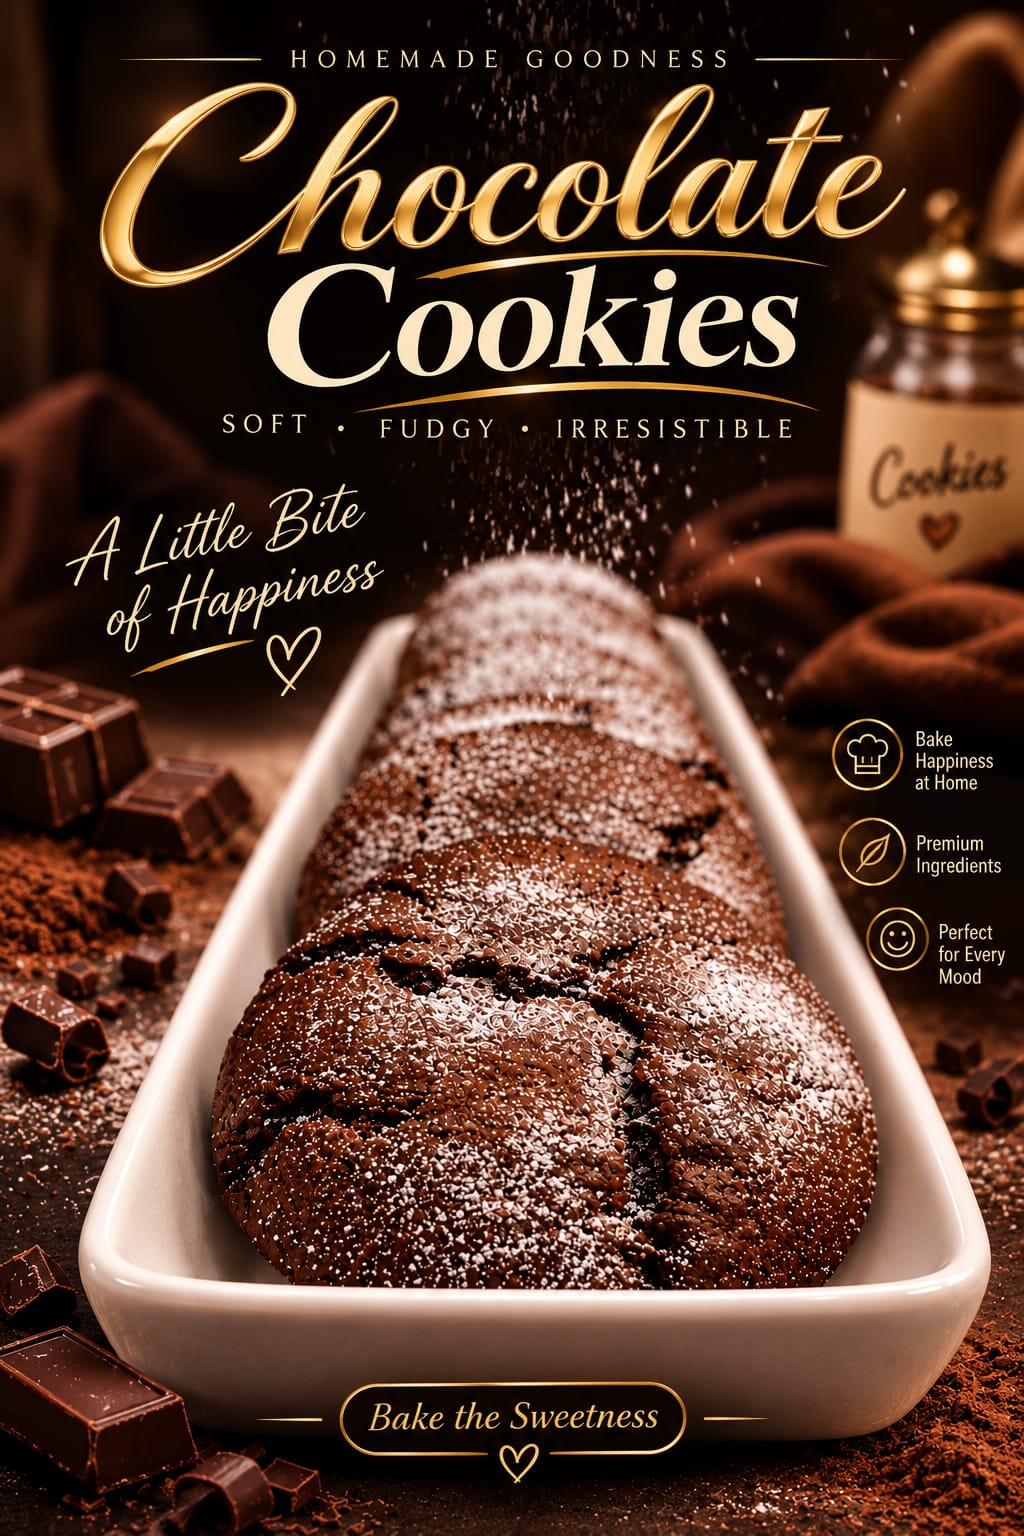 HOMEMADE GOODNESS
Chocolate
Cookies
SOFT • FUDGY • IRRESISTIBLE
A Little Bite
of Happiness
Cookies
Bake
Happiness
at Home
Premium
Ingredients
Perfect
for Every
Mood
Bake the Sweetness